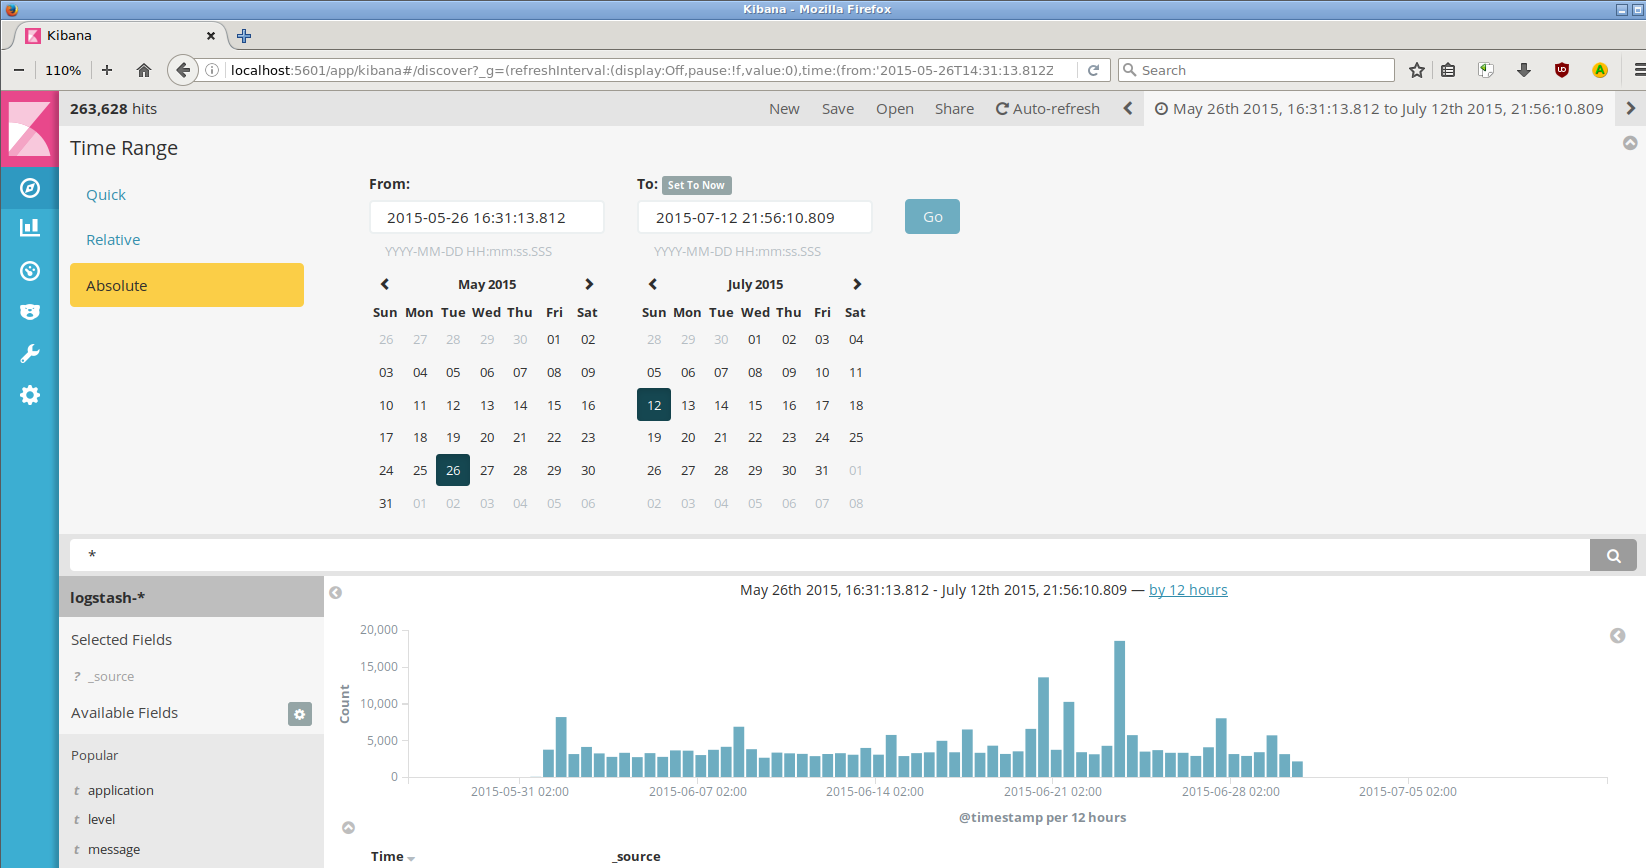 Kibana - Mozilla Firefox
Kibana
110%
localhost:5601/app/kibana#/discover?_g=(refreshInterval:(display:Off,pause:!f,value:0),time:(from:'2015-05-26T14:31:13.812Z
Search
263,628 hits
New Save Open Share Auto-refresh May 26th 2015, 16:31:13.812 to July 12th 2015, 21:56:10.809
Time Range
Quick
Relative
Absolute
From:
2015-05-26 16:31:13.812
YYYY-MM-DD HH:mm:ss.SSS
May 2015
Sun Mon Tue Wed Thu Fri Sat
26 27 28 29 30 01 02
03 04 05 06 07 08 09
10 11 12 13 14 15 16
17 18 19 20 21 22 23
24 25 26 27 28 29 30
31 01 02 03 04 05 06
To: Set To Now
2015-07-12 21:56:10.809
YYYY-MM-DD HH:mm:ss.SSS
July 2015
Sun Mon Tue Wed Thu Fri Sat
28 29 30 01 02 03 04
05 06 07 08 09 10 11
12 13 14 15 16 17 18
19 20 21 22 23 24 25
26 27 28 29 30 31 01
02 03 04 05 06 07 08
Go
*
logstash-*
Selected Fields
? _source
Available Fields
Popular
t application
t level
t message
May 26th 2015, 16:31:13.812 - July 12th 2015, 21:56:10.809 — by 12 hours
Count
20,000
15,000
10,000
5,000
0
2015-05-31 02:00 2015-06-07 02:00 2015-06-14 02:00 2015-06-21 02:00 2015-06-28 02:00 2015-07-05 02:00
@timestamp per 12 hours
Time _source